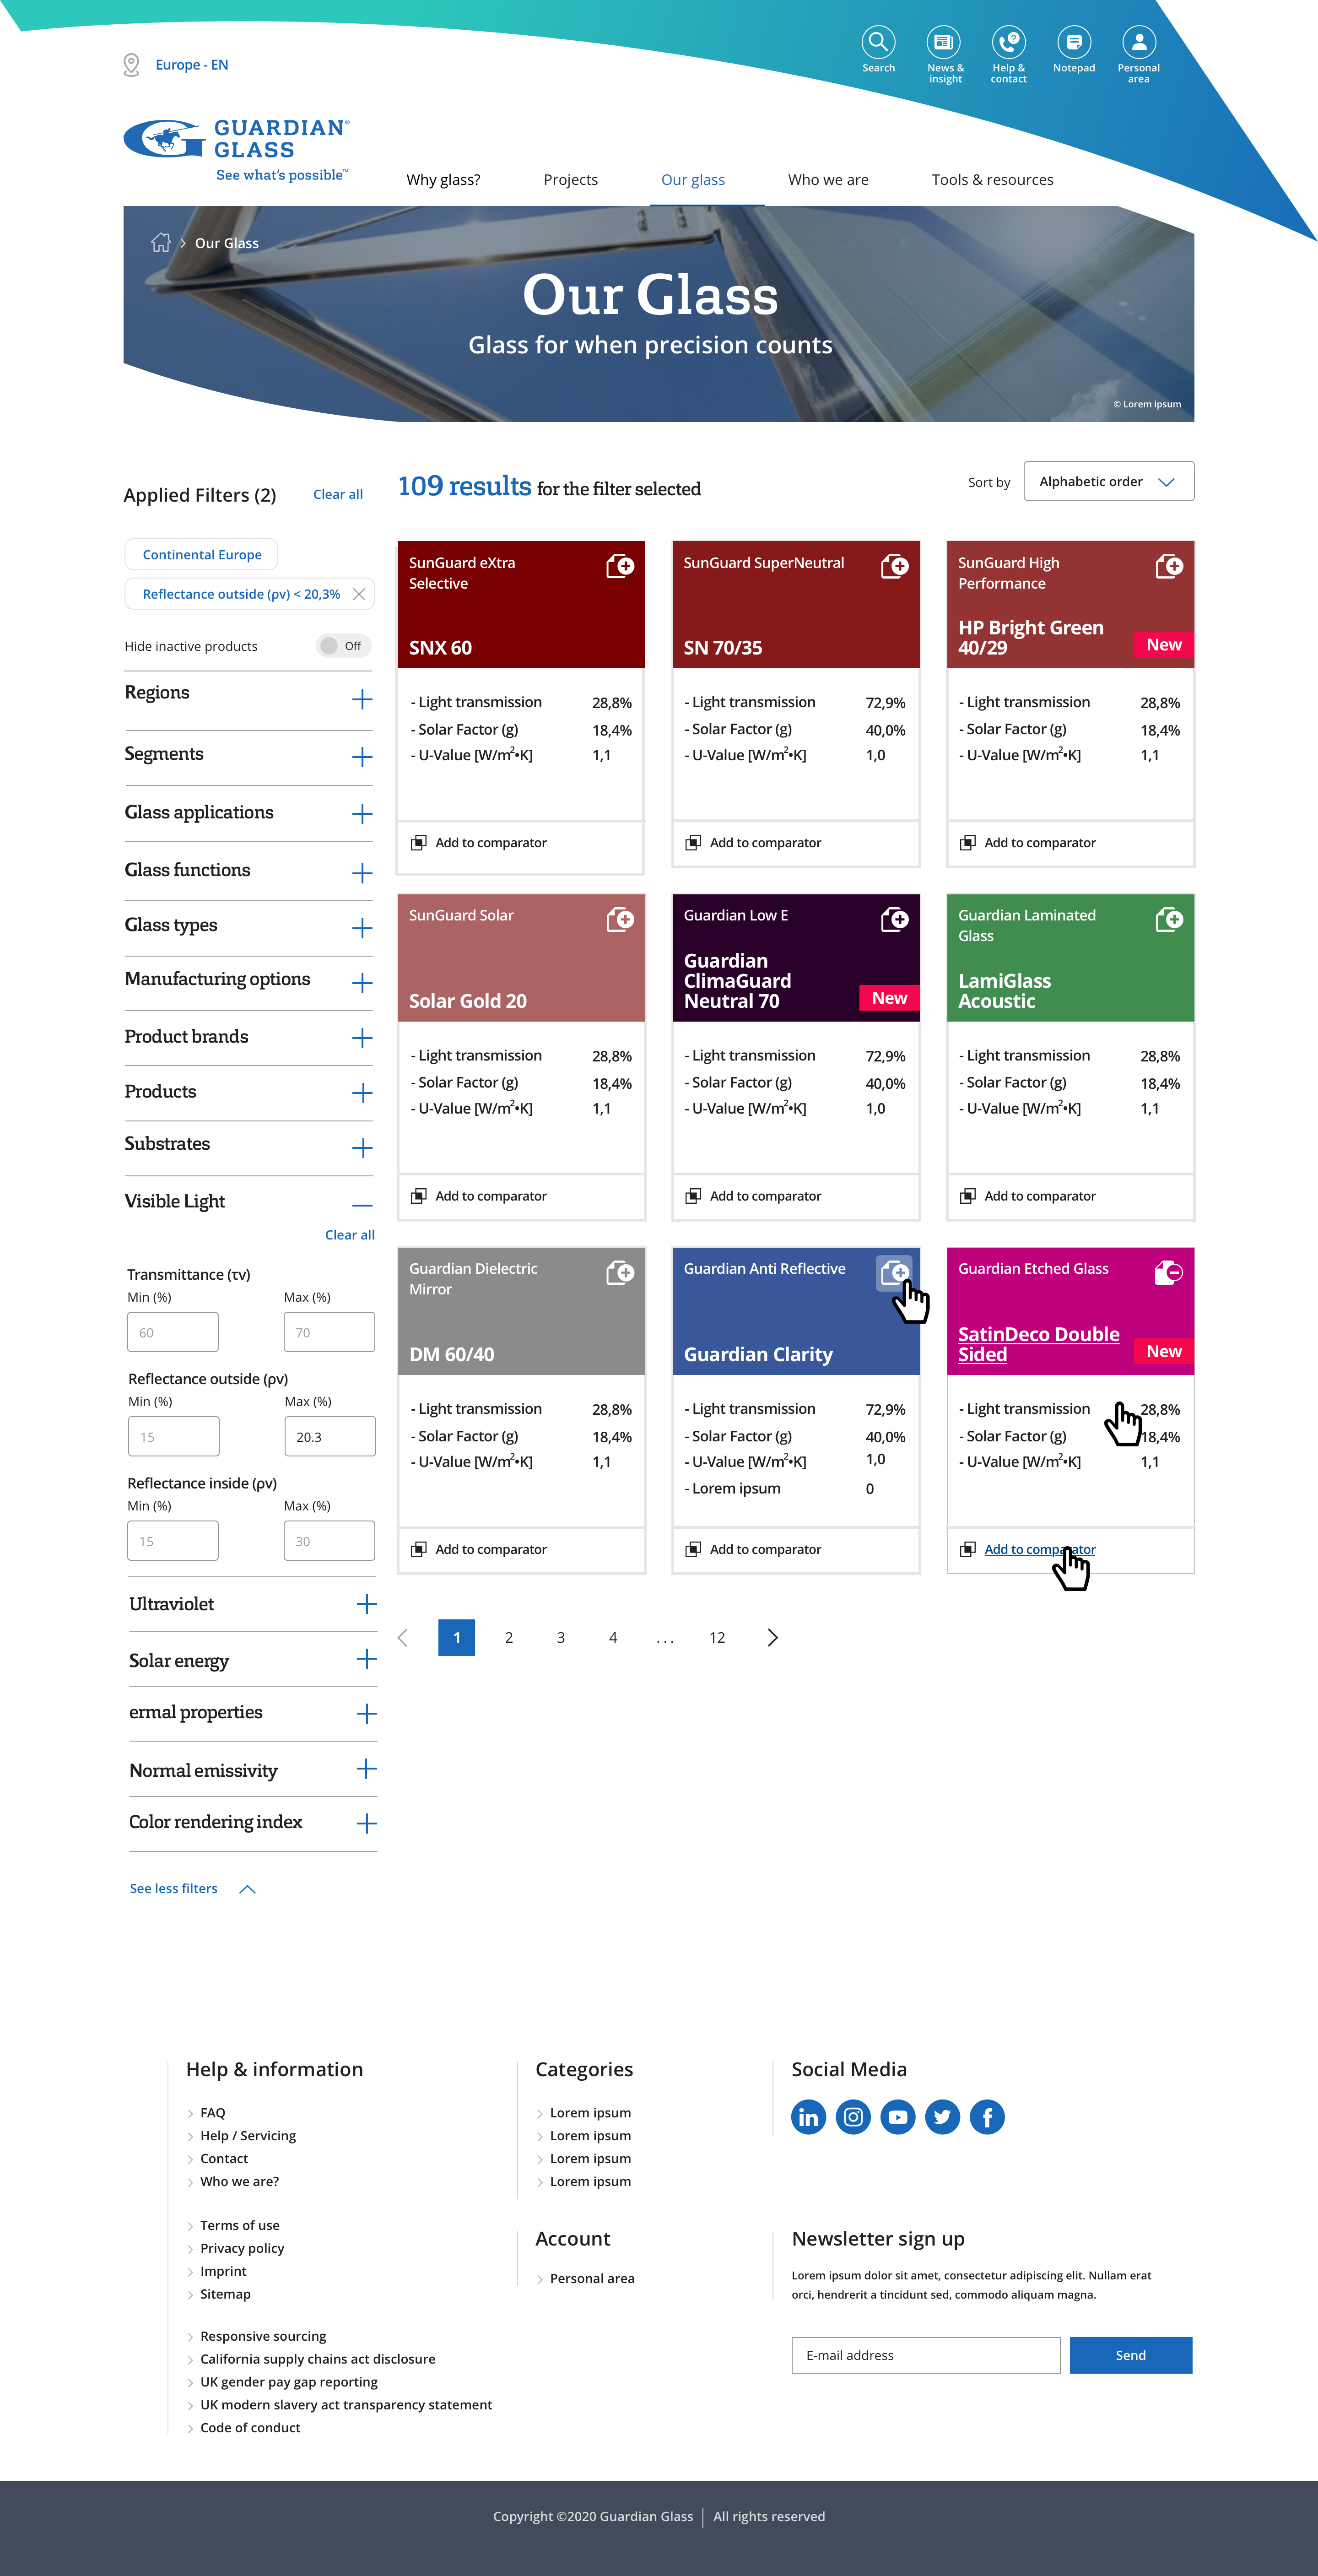 Europe - EN
Search
News &
insight
Help &
contact
Notepad
Personal
area
GUARDIAN®
GLASS
See what's possible™
Why glass?
Projects
Our glass
Who we are
Tools & resources
Our Glass
Our Glass
Glass for when precision counts
© Lorem ipsum
Applied Filters (2)
Clear all
109 results for the filter selected
Sort by
Alphabetic order
Continental Europe
Reflectance outside (ρv) < 20,3%
Hide inactive products
Off
Regions
Segments
Glass applications
Glass functions
Glass types
Manufacturing options
Product brands
Products
Substrates
Visible Light
Clear all
Transmittance (τv)
Min (%)
Max (%)
60
70
Reflectance outside (ρv)
Min (%)
Max (%)
15
20.3
Reflectance inside (ρv)
Min (%)
Max (%)
15
30
Ultraviolet
Solar energy
ermal properties
Normal emissivity
Color rendering index
See less filters
SunGuard eXtra
Selective
SNX 60
- Light transmission 28,8%
- Solar Factor (g) 18,4%
- U-Value [W/m²•K] 1,1
Add to comparator
SunGuard SuperNeutral
SN 70/35
- Light transmission 72,9%
- Solar Factor (g) 40,0%
- U-Value [W/m²•K] 1,0
Add to comparator
SunGuard High
Performance
HP Bright Green
40/29
New
- Light transmission 28,8%
- Solar Factor (g) 18,4%
- U-Value [W/m²•K] 1,1
Add to comparator
SunGuard Solar
Solar Gold 20
- Light transmission 28,8%
- Solar Factor (g) 18,4%
- U-Value [W/m²•K] 1,1
Add to comparator
Guardian Low E
Guardian
ClimaGuard
Neutral 70
New
- Light transmission 72,9%
- Solar Factor (g) 40,0%
- U-Value [W/m²•K] 1,0
Add to comparator
Guardian Laminated
Glass
LamiGlass
Acoustic
- Light transmission 28,8%
- Solar Factor (g) 18,4%
- U-Value [W/m²•K] 1,1
Add to comparator
Guardian Dielectric
Mirror
DM 60/40
- Light transmission 28,8%
- Solar Factor (g) 18,4%
- U-Value [W/m²•K] 1,1
Add to comparator
Guardian Anti Reflective
Guardian Clarity
- Light transmission 72,9%
- Solar Factor (g) 40,0%
- U-Value [W/m²•K] 1,0
- Lorem ipsum 0
Add to comparator
Guardian Etched Glass
SatinDeco Double
Sided
New
- Light transmission 28,8%
- Solar Factor (g) 18,4%
- U-Value [W/m²•K] 1,1
Add to comparator
1 2 3 4 ... 12
Help & information
FAQ
Help / Servicing
Contact
Who we are?
Terms of use
Privacy policy
Imprint
Sitemap
Responsive sourcing
California supply chains act disclosure
UK gender pay gap reporting
UK modern slavery act transparency statement
Code of conduct
Categories
Lorem ipsum
Lorem ipsum
Lorem ipsum
Lorem ipsum
Account
Personal area
Social Media
Newsletter sign up
Lorem ipsum dolor sit amet, consectetur adipiscing elit. Nullam erat
orci, hendrerit a tincidunt sed, commodo aliquam magna.
E-mail address
Send
Copyright ©2020 Guardian Glass | All rights reserved